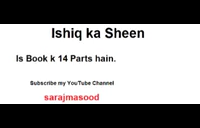 Ishiq ka Sheen
Is Book k 14 Parts hain.
Subscribe my YouTube Channel
sarajmasood